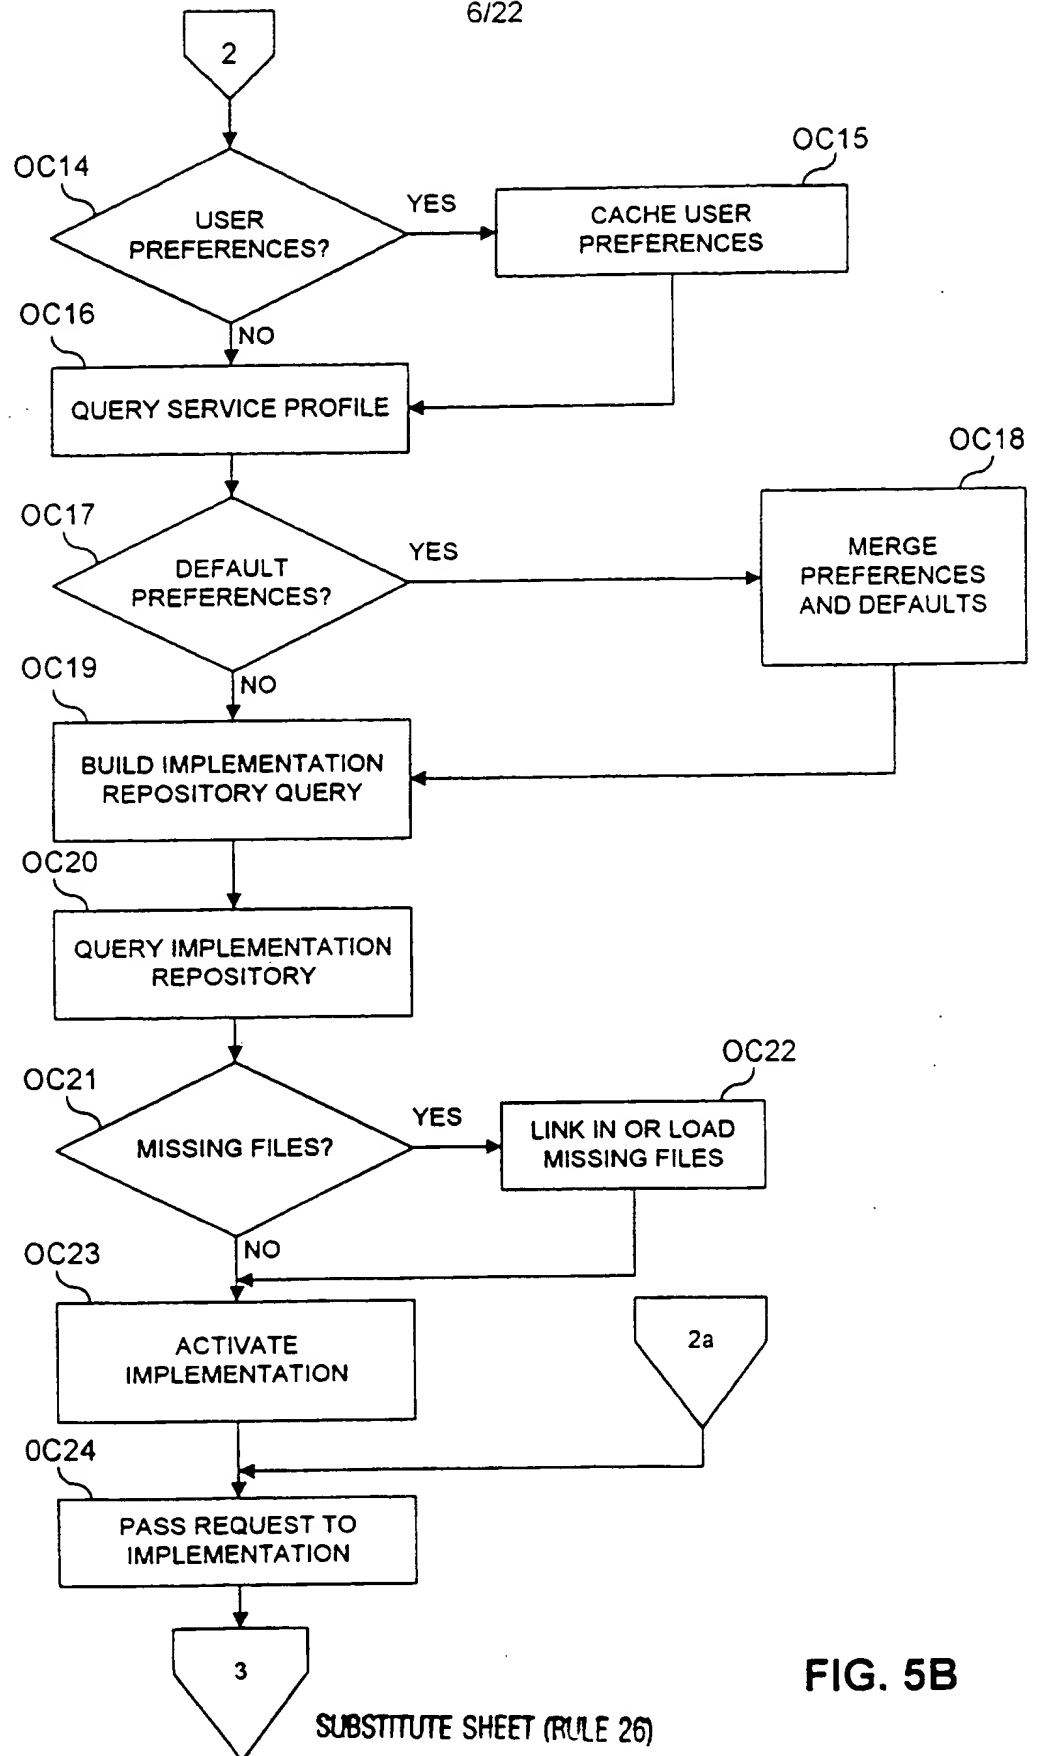 6/22
2
OC14
USER
PREFERENCES?
YES
OC15
CACHE USER
PREFERENCES
NO
OC16
QUERY SERVICE PROFILE
OC17
DEFAULT
PREFERENCES?
YES
OC18
MERGE
PREFERENCES
AND DEFAULTS
NO
OC19
BUILD IMPLEMENTATION
REPOSITORY QUERY
OC20
QUERY IMPLEMENTATION
REPOSITORY
OC21
MISSING FILES?
YES
OC22
LINK IN OR LOAD
MISSING FILES
NO
OC23
ACTIVATE
IMPLEMENTATION
2a
0C24
PASS REQUEST TO
IMPLEMENTATION
3
FIG. 5B
SUBSTITUTE SHEET (RULE 26)